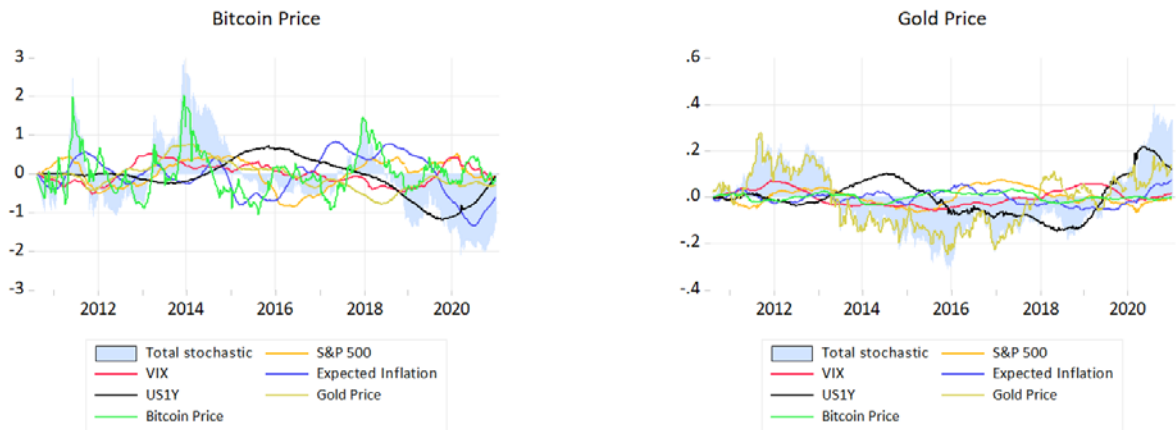 Bitcoin Price
3
2
1
0
-1
-2
-3
2012 2014 2016 2018 2020
Total stochastic S&P 500
VIX Expected Inflation
US1Y Gold Price
Bitcoin Price
Gold Price
.6
.4
.2
.0
-.2
-.4
2012 2014 2016 2018 2020
Total stochastic S&P 500
VIX Expected Inflation
US1Y Gold Price
Bitcoin Price